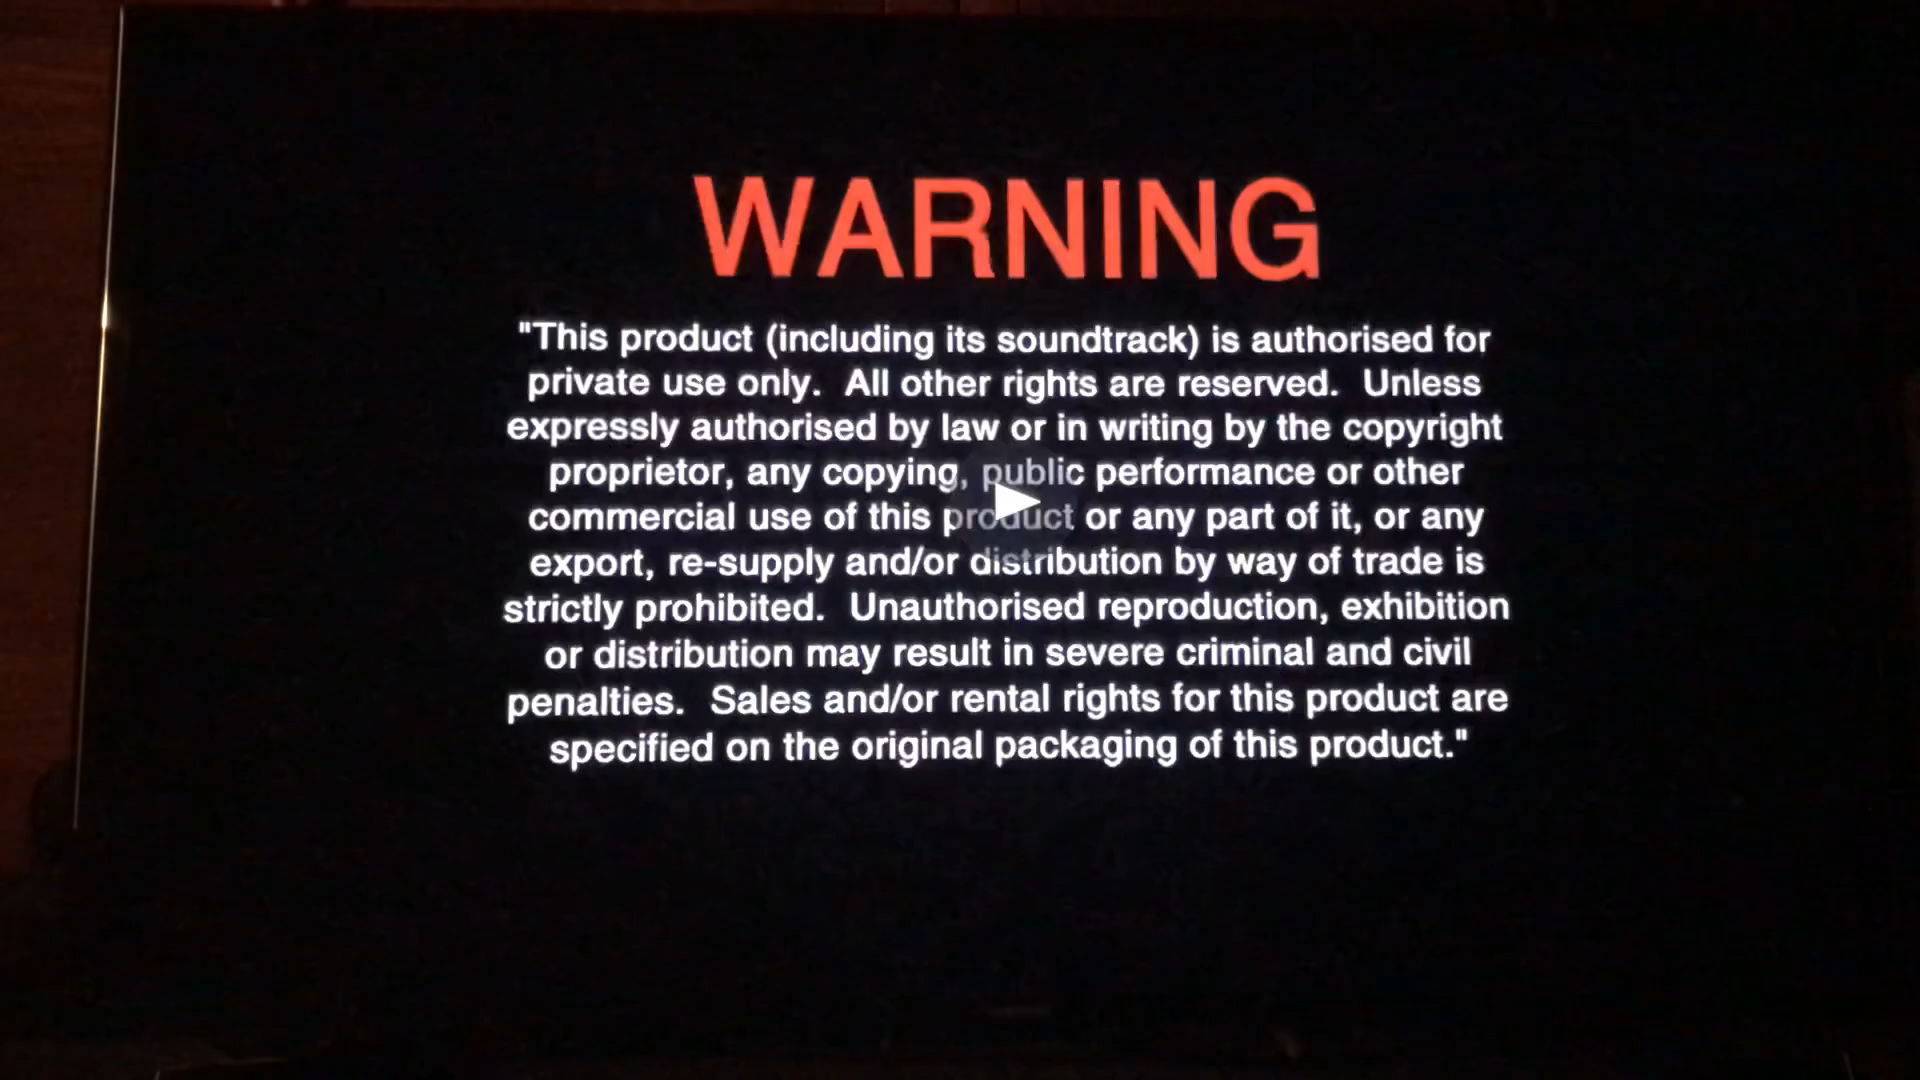 WARNING
"This product (including its soundtrack) is authorised for
private use only.  All other rights are reserved.  Unless
expressly authorised by law or in writing by the copyright
proprietor, any copying, public performance or other
commercial use of this product or any part of it, or any
export, re-supply and/or distribution by way of trade is
strictly prohibited.  Unauthorised reproduction, exhibition
or distribution may result in severe criminal and civil
penalties.  Sales and/or rental rights for this product are
specified on the original packaging of this product."